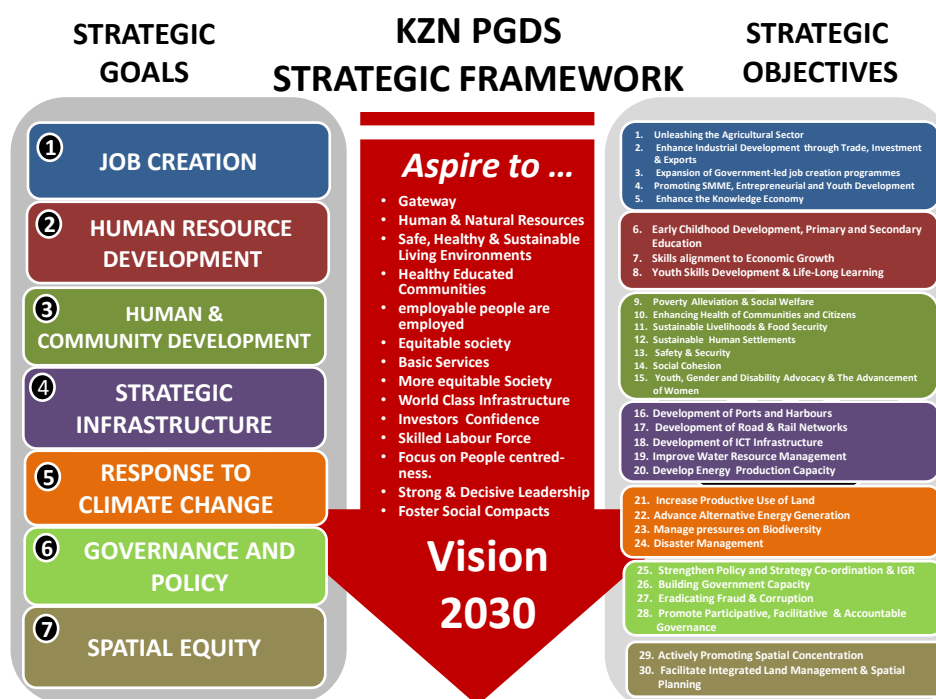 STRATEGIC
GOALS
KZN PGDS
STRATEGIC FRAMEWORK
STRATEGIC
OBJECTIVES
1
JOB CREATION
2
HUMAN RESOURCE
DEVELOPMENT
3
HUMAN &
COMMUNITY DEVELOPMENT
4
STRATEGIC
INFRASTRUCTURE
5
RESPONSE TO
CLIMATE CHANGE
6
GOVERNANCE AND
POLICY
7
SPATIAL EQUITY
Aspire to ...
• Gateway
• Human & Natural Resources
• Safe, Healthy & Sustainable
Living Environments
• Healthy Educated
Communities
• employable people are
employed
• Equitable society
• Basic Services
• More equitable Society
• World Class Infrastructure
• Investors Confidence
• Skilled Labour Force
• Focus on People centred-
ness.
• Strong & Decisive Leadership
• Foster Social Compacts
Vision
2030
1. Unleashing the Agricultural Sector
2. Enhance Industrial Development through Trade, Investment
& Exports
3. Expansion of Government-led job creation programmes
4. Promoting SMME, Entrepreneurial and Youth Development
5. Enhance the Knowledge Economy
6. Early Childhood Development, Primary and Secondary
Education
7. Skills alignment to Economic Growth
8. Youth Skills Development & Life-Long Learning
9. Poverty Alleviation & Social Welfare
10. Enhancing Health of Communities and Citizens
11. Sustainable Livelihoods & Food Security
12. Sustainable Human Settlements
13. Safety & Security
14. Social Cohesion
15. Youth, Gender and Disability Advocacy & The Advancement of
Women
16. Development of Ports and Harbours
17. Development of Road & Rail Networks
18. Development of ICT Infrastructure
19. Improve Water Resource Management
20. Develop Energy Production Capacity
21. Increase Productive Use of Land
22. Advance Alternative Energy Generation
23. Manage pressures on Biodiversity
24. Disaster Management
25. Strengthen Policy and Strategy Co-ordination & IGR
26. Building Government Capacity
27. Eradicating Fraud & Corruption
28. Promote Participative, Facilitative & Accountable
Governance
29. Actively Promoting Spatial Concentration
30. Facilitate Integrated Land Management & Spatial
Planning